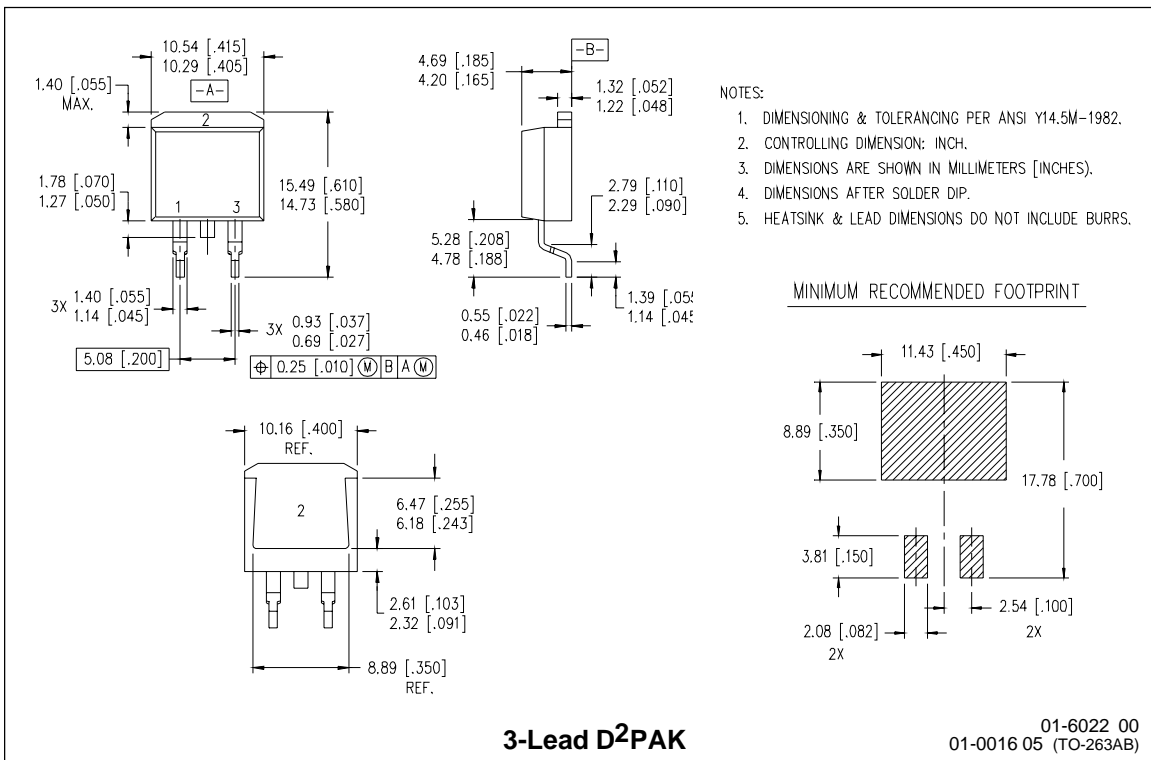 10.54 [.415]
10.29 [.405]
-A-
1.40 [.055]
MAX.
2
1.78 [.070]
1.27 [.050]
1
3
15.49 [.610]
14.73 [.580]
3X 1.40 [.055]
1.14 [.045]
3X 0.93 [.037]
0.69 [.027]
5.08 [.200]
⌖ 0.25 [.010] Ⓜ B A Ⓜ
-B-
4.69 [.185]
4.20 [.165]
1.32 [.052]
1.22 [.048]
2.79 [.110]
2.29 [.090]
5.28 [.208]
4.78 [.188]
0.55 [.022]
0.46 [.018]
1.39 [.055
1.14 [.045
NOTES:
1. DIMENSIONING & TOLERANCING PER ANSI Y14.5M-1982.
2. CONTROLLING DIMENSION: INCH.
3. DIMENSIONS ARE SHOWN IN MILLIMETERS [INCHES].
4. DIMENSIONS AFTER SOLDER DIP.
5. HEATSINK & LEAD DIMENSIONS DO NOT INCLUDE BURRS.
MINIMUM RECOMMENDED FOOTPRINT
11.43 [.450]
8.89 [.350]
17.78 [.700]
3.81 [.150]
2.08 [.082]
2X
2.54 [.100]
2X
10.16 [.400]
REF.
2
6.47 [.255]
6.18 [.243]
2.61 [.103]
2.32 [.091]
8.89 [.350]
REF.
3-Lead D²PAK
01-6022 00
01-0016 05 (TO-263AB)